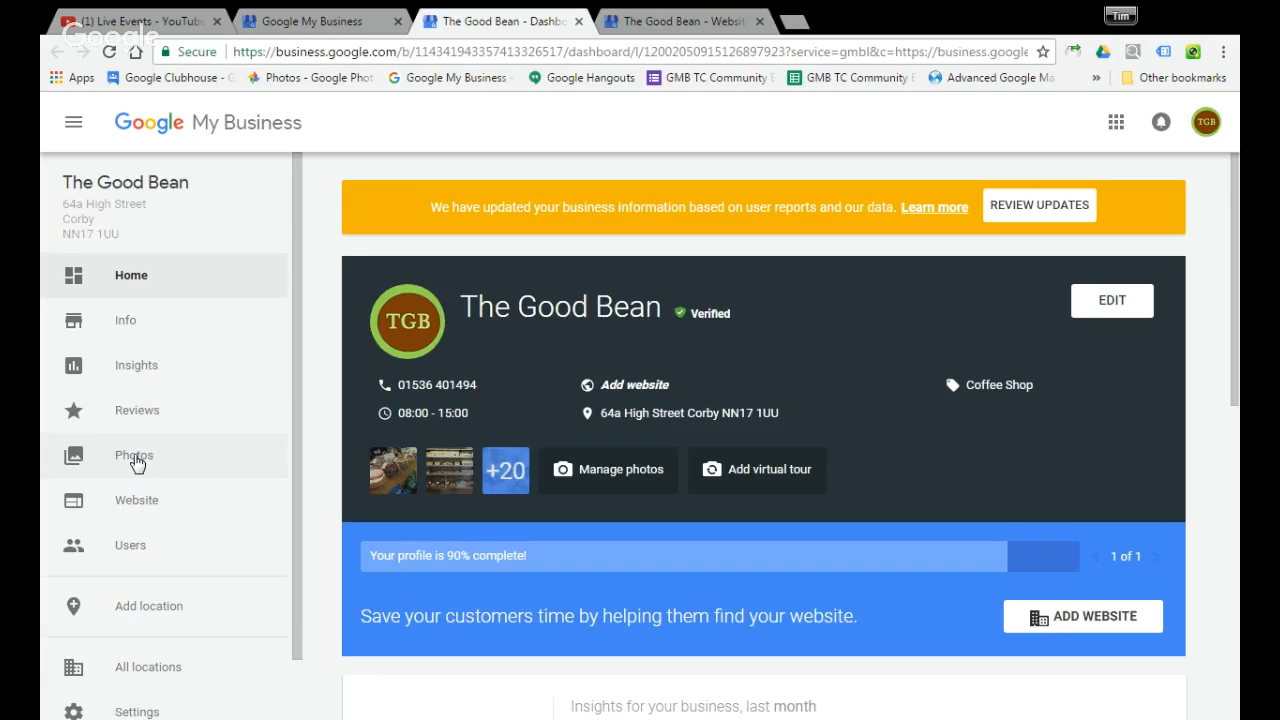 (1) Live Events - YouTube
Google My Business
The Good Bean - Dashbo
The Good Bean - Websit
Tim
Google
Secure
https://business.google.com/b/114341943357413326517/dashboard/l/12002050915126897923?service=gmbl&c=https://business.google
Apps
Google Clubhouse - G
Photos - Google Phot
Google My Business -
Google Hangouts
GMB TC Community E
GMB TC Community E
Advanced Google Ma
»
Other bookmarks
Google My Business
TGB
The Good Bean
64a High Street
Corby
NN17 1UU
Home
Info
Insights
Reviews
Photos
Website
Users
Add location
All locations
Settings
We have updated your business information based on user reports and our data. Learn more
REVIEW UPDATES
TGB
The Good Bean
Verified
EDIT
01536 401494
Add website
Coffee Shop
08:00 - 15:00
64a High Street Corby NN17 1UU
+20
Manage photos
Add virtual tour
Your profile is 90% complete!
1 of 1
Save your customers time by helping them find your website.
ADD WEBSITE
Insights for your business, last month